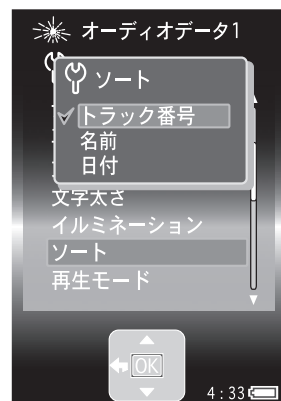 オーディオデータ1
ソート
トラック番号
名前
日付
文字太さ
イルミネーション
ソート
再生モード
OK
4:33